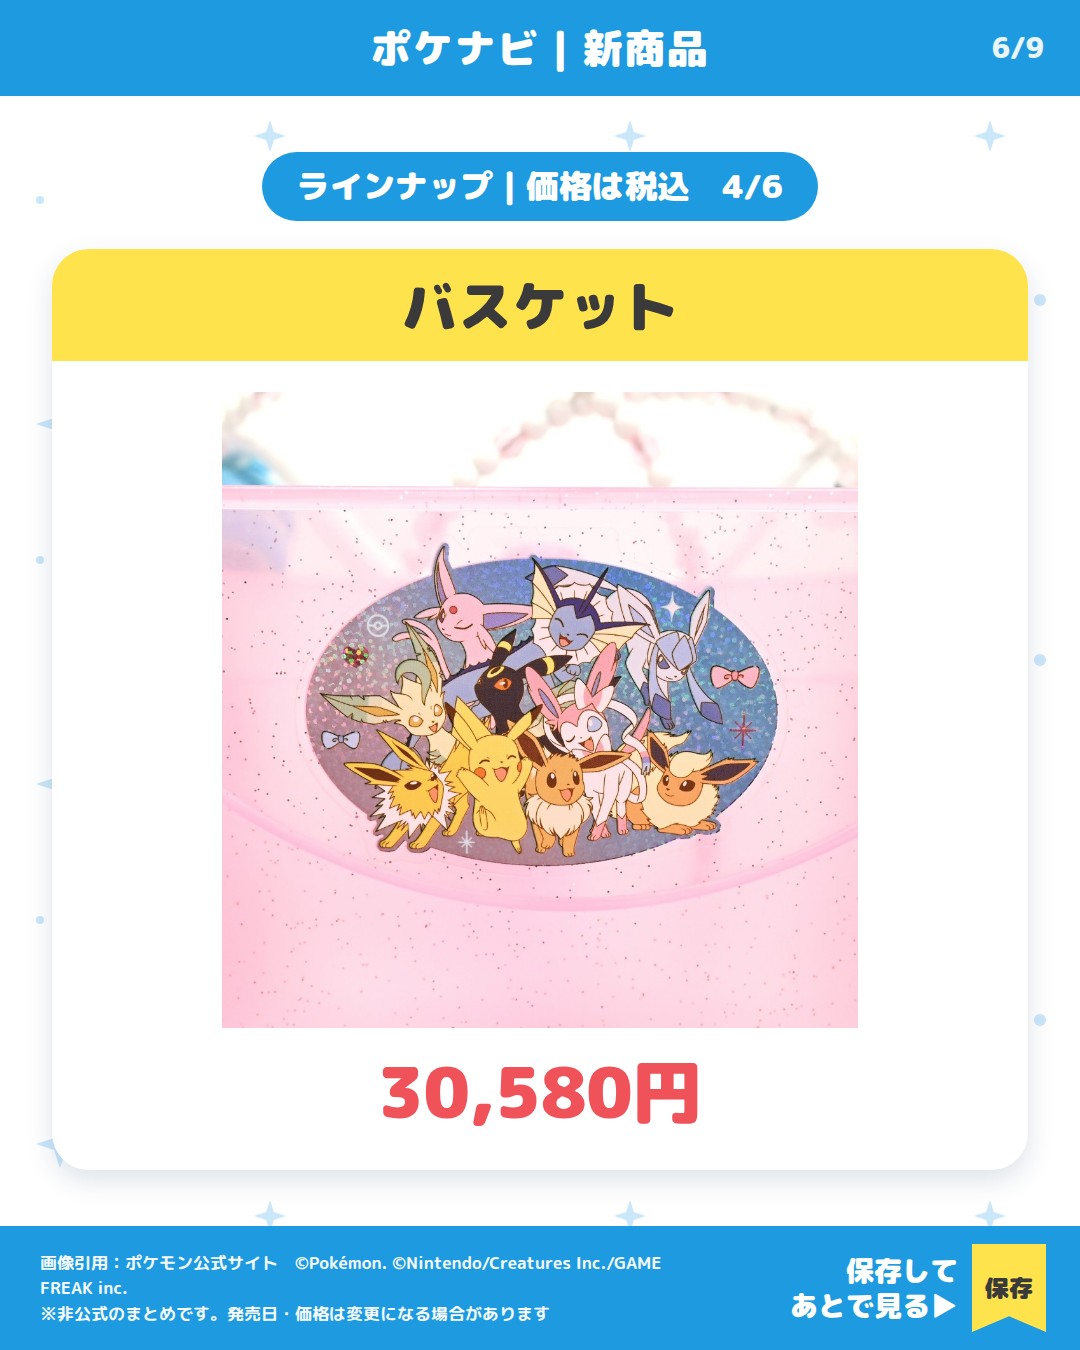 ポケナビ | 新商品
6/9
ラインナップ | 価格は税込　4/6
バスケット
30,580円
画像引用：ポケモン公式サイト　©Pokémon. ©Nintendo/Creatures Inc./GAME
FREAK inc.
※非公式のまとめです。発売日・価格は変更になる場合があります
保存して
あとで見る▶
保存